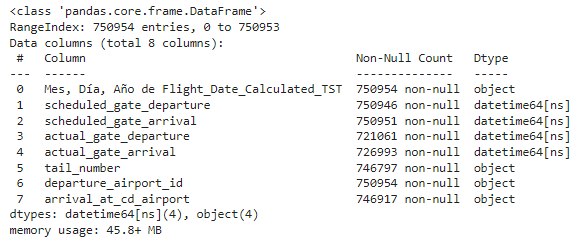 <class 'pandas.core.frame.DataFrame'>
RangeIndex: 750954 entries, 0 to 750953
Data columns (total 8 columns):
 #   Column                                    Non-Null Count   Dtype
---  ------                                    --------------   -----
 0   Mes, Día, Año de Flight_Date_Calculated_TST  750954 non-null  object
 1   scheduled_gate_departure                  750946 non-null  datetime64[ns]
 2   scheduled_gate_arrival                    750951 non-null  datetime64[ns]
 3   actual_gate_departure                     721061 non-null  datetime64[ns]
 4   actual_gate_arrival                       726993 non-null  datetime64[ns]
 5   tail_number                               746797 non-null  object
 6   departure_airport_id                      750954 non-null  object
 7   arrival_at_cd_airport                     746917 non-null  object
dtypes: datetime64[ns](4), object(4)
memory usage: 45.8+ MB